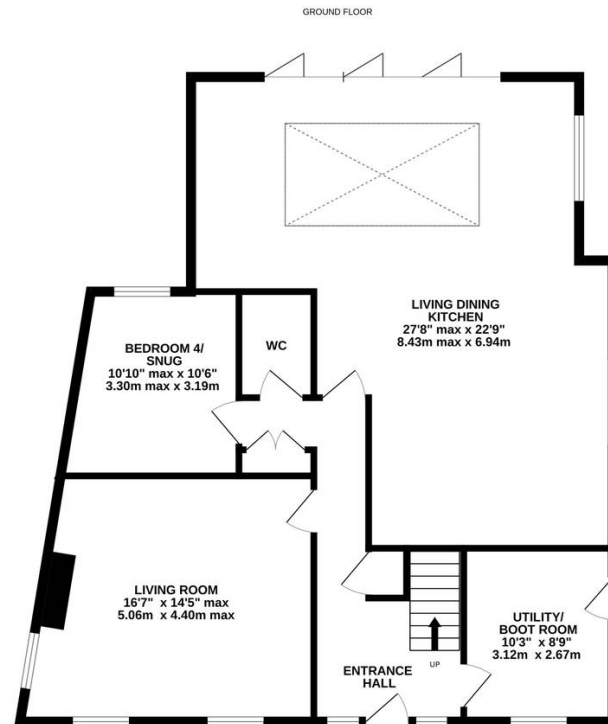 GROUND FLOOR
LIVING DINING
KITCHEN
27'8" max x 22'9"
8.43m max x 6.94m
BEDROOM 4/
SNUG
10'10" max x 10'6"
3.30m max x 3.19m
WC
LIVING ROOM
16'7" x 14'5" max
5.06m x 4.40m max
UTILITY/
BOOT ROOM
10'3" x 8'9"
3.12m x 2.67m
UP
ENTRANCE
HALL